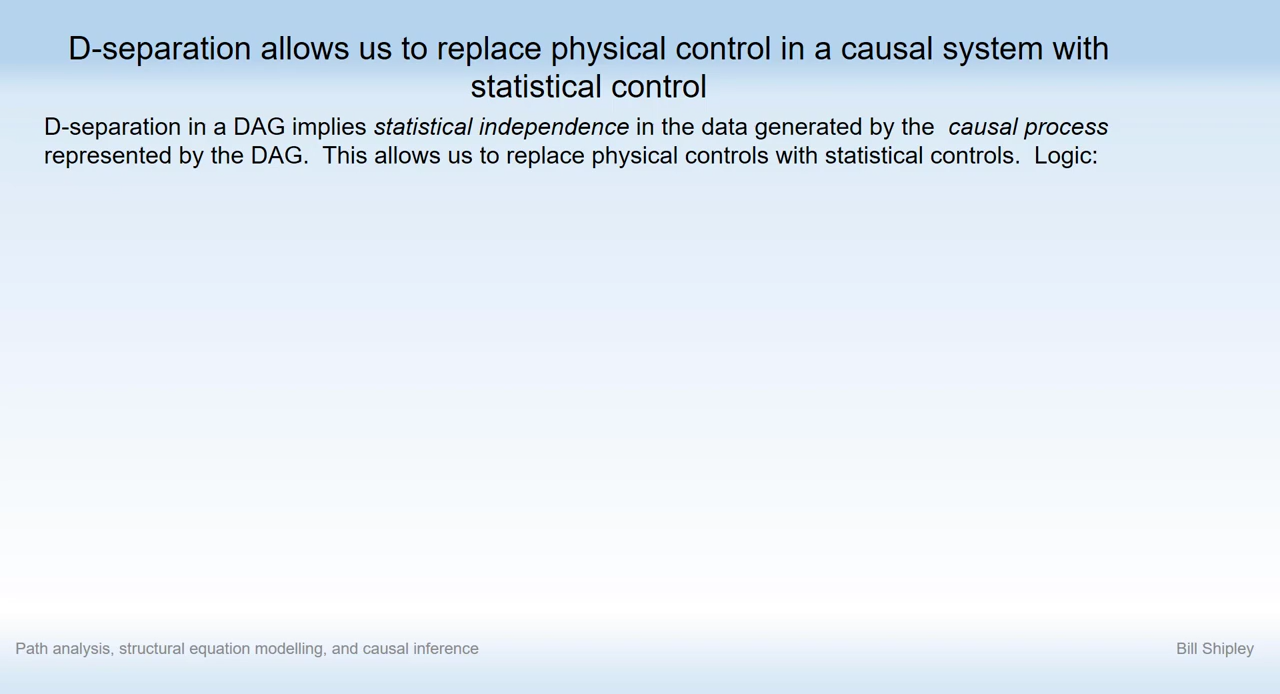 D-separation allows us to replace physical control in a causal system with
statistical control
D-separation in a DAG implies statistical independence in the data generated by the  causal process
represented by the DAG.  This allows us to replace physical controls with statistical controls.  Logic:
Path analysis, structural equation modelling, and causal inference
Bill Shipley